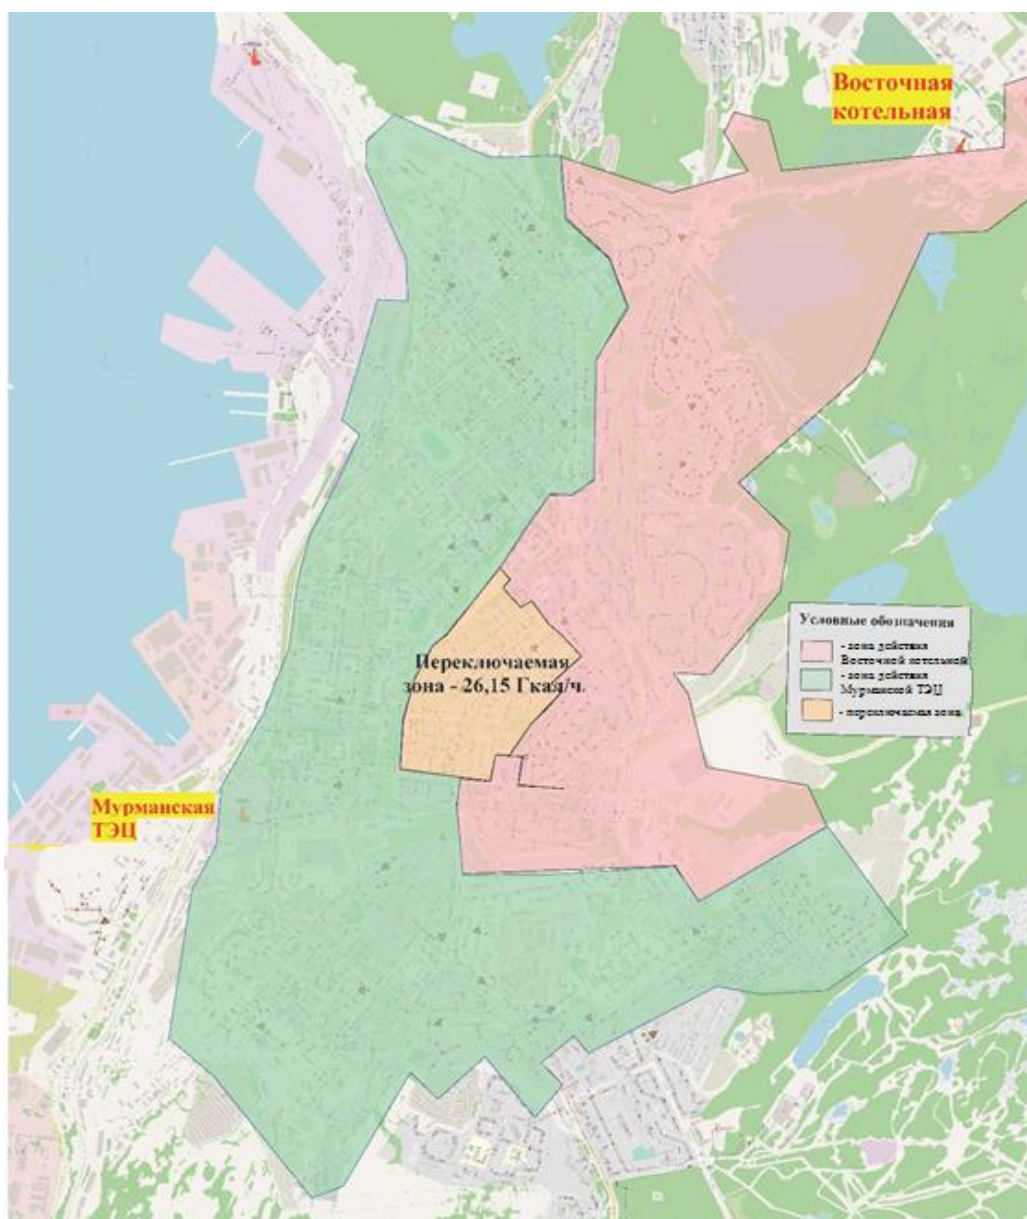 Восточная
котельная
Переключаемая
зона - 26,15 Гкал/ч.
Условные обозначения
- зона действия
Восточной котельной
- зона действия
Мурманской ТЭЦ
- переключаемая зона
Мурманская
ТЭЦ